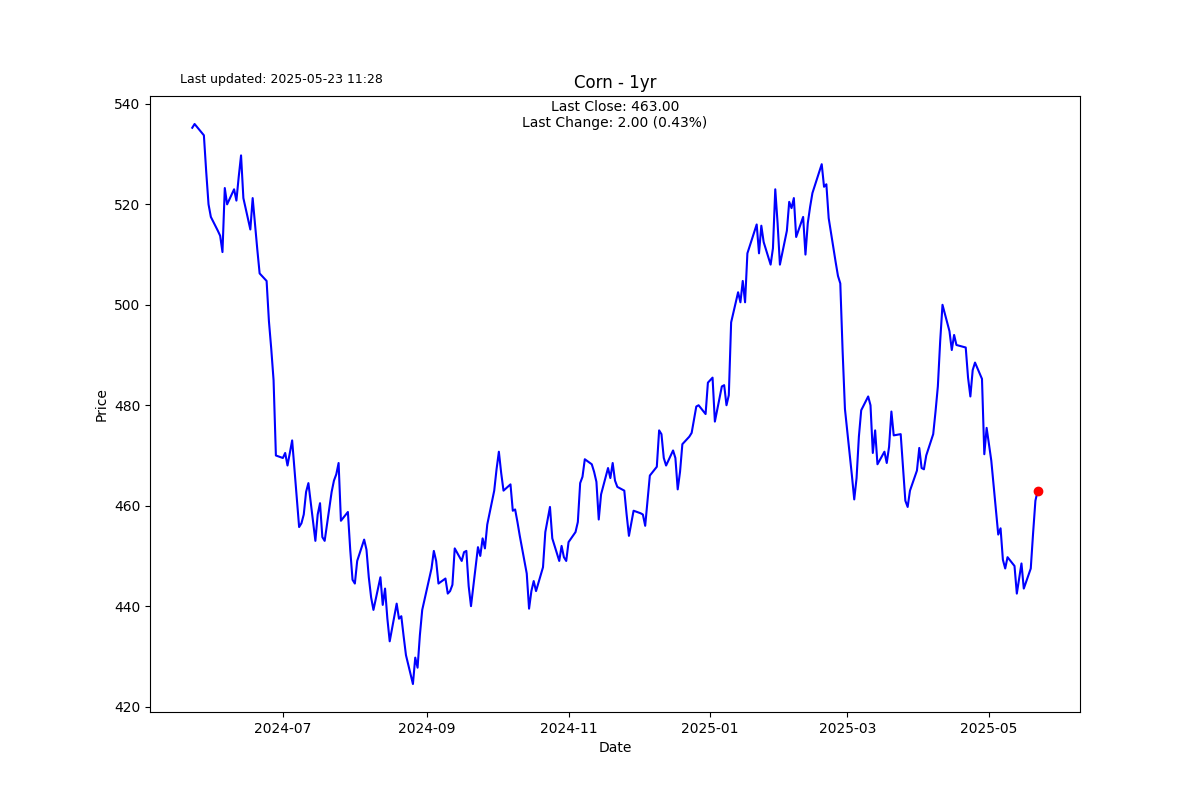 Last updated: 2025-05-23 11:28
Corn - 1yr
Last Close: 463.00
Last Change: 2.00 (0.43%)
540
520
500
480
460
440
420
Price
2024-07
2024-09
2024-11
2025-01
2025-03
2025-05
Date